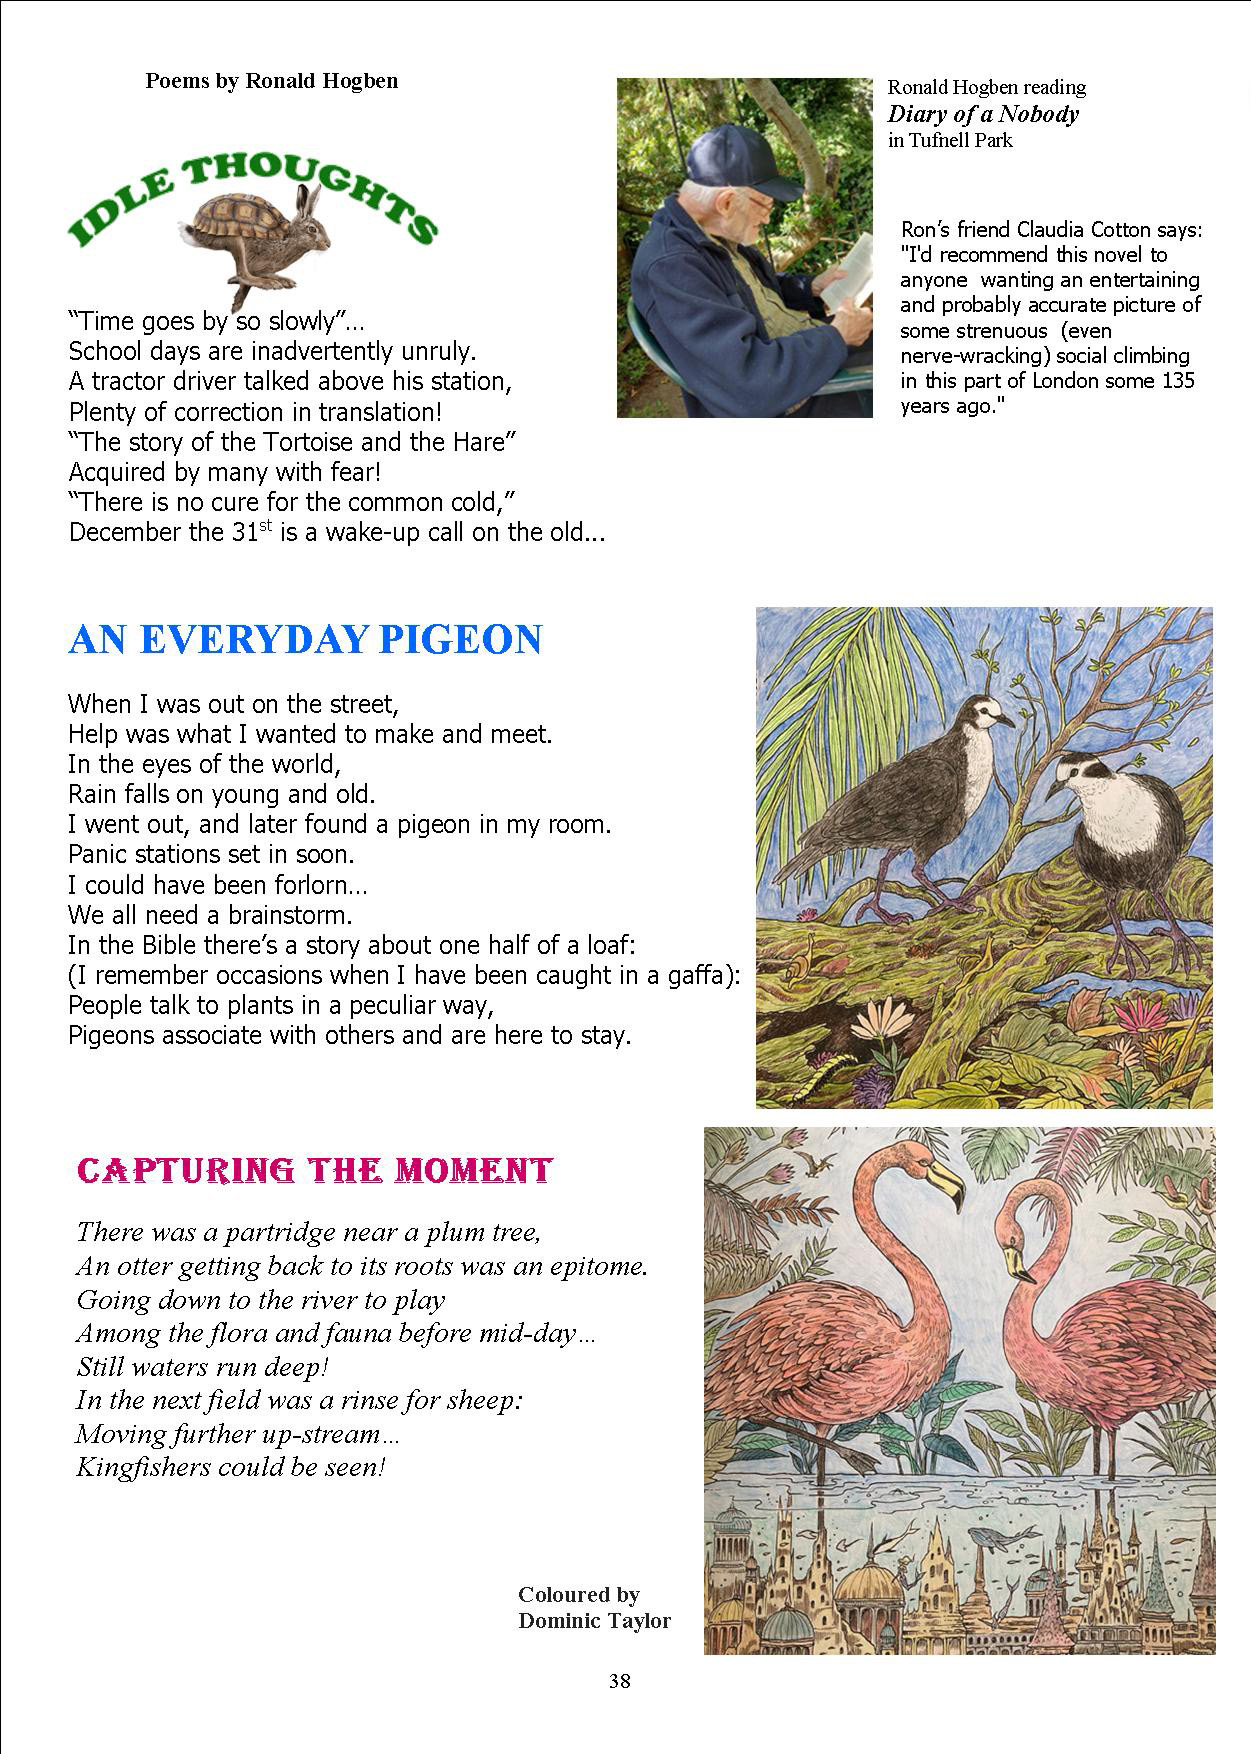 Poems by Ronald Hogben
IDLE THOUGHTS
“Time goes by so slowly”...
School days are inadvertently unruly.
A tractor driver talked above his station,
Plenty of correction in translation!
“The story of the Tortoise and the Hare”
Acquired by many with fear!
“There is no cure for the common cold,”
December the 31st is a wake-up call on the old...
Ronald Hogben reading
Diary of a Nobody
in Tufnell Park
Ron’s friend Claudia Cotton says:
"I'd recommend this novel to
anyone  wanting an entertaining
and probably accurate picture of
some strenuous  (even
nerve-wracking) social climbing
in this part of London some 135
years ago."
AN EVERYDAY PIGEON
When I was out on the street,
Help was what I wanted to make and meet.
In the eyes of the world,
Rain falls on young and old.
I went out, and later found a pigeon in my room.
Panic stations set in soon.
I could have been forlorn…
We all need a brainstorm.
In the Bible there’s a story about one half of a loaf:
(I remember occasions when I have been caught in a gaffa):
People talk to plants in a peculiar way,
Pigeons associate with others and are here to stay.
CAPTURING THE MOMENT
There was a partridge near a plum tree,
An otter getting back to its roots was an epitome.
Going down to the river to play
Among the flora and fauna before mid-day…
Still waters run deep!
In the next field was a rinse for sheep:
Moving further up-stream…
Kingfishers could be seen!
Coloured by
Dominic Taylor
38